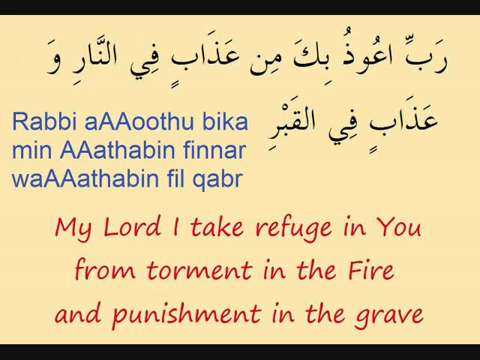 رَبِّ اعُوذُ بِكَ مِن عَذَابٍ فِي النَّارِ وَ
عَذَابٍ فِي القَبْرِ
Rabbi aAAoothu bika
min AAathabin finnar
waAAathabin fil qabr
My Lord I take refuge in You
from torment in the Fire
and punishment in the grave